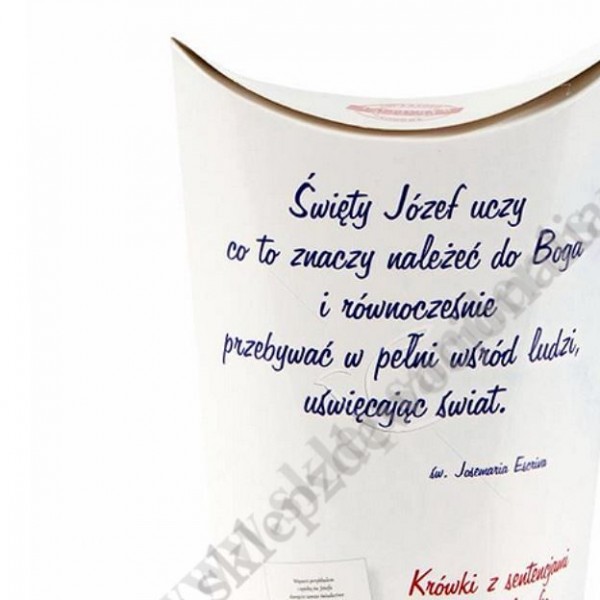 Święty Józef uczy
co to znaczy należeć do Boga
i równocześnie
przebywać w pełni wśród ludzi,
uświęcając świat.
św. Josemaria Escriva
Krówki z sentencjami